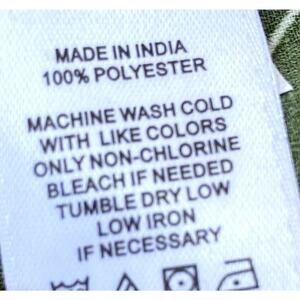 MADE IN INDIA
100% POLYESTER
MACHINE WASH COLD
WITH LIKE COLORS
ONLY NON-CHLORINE
BLEACH IF NEEDED
TUMBLE DRY LOW
LOW IRON
IF NECESSARY